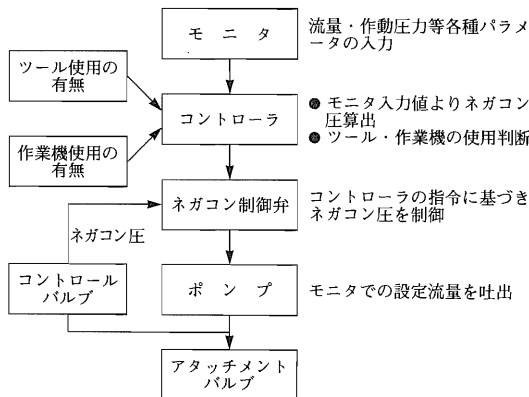 モニタ
流量・作動圧力等各種パラメ
ータの入力
ツール使用の
有無
コントローラ
● モニタ入力値よりネガコン
圧算出
● ツール・作業機の使用判断
作業機使用の
有無
ネガコン制御弁
コントローラの指令に基づき
ネガコン圧を制御
ネガコン圧
コントロール
バルブ
ポンプ
モニタでの設定流量を吐出
アタッチメント
バルブ